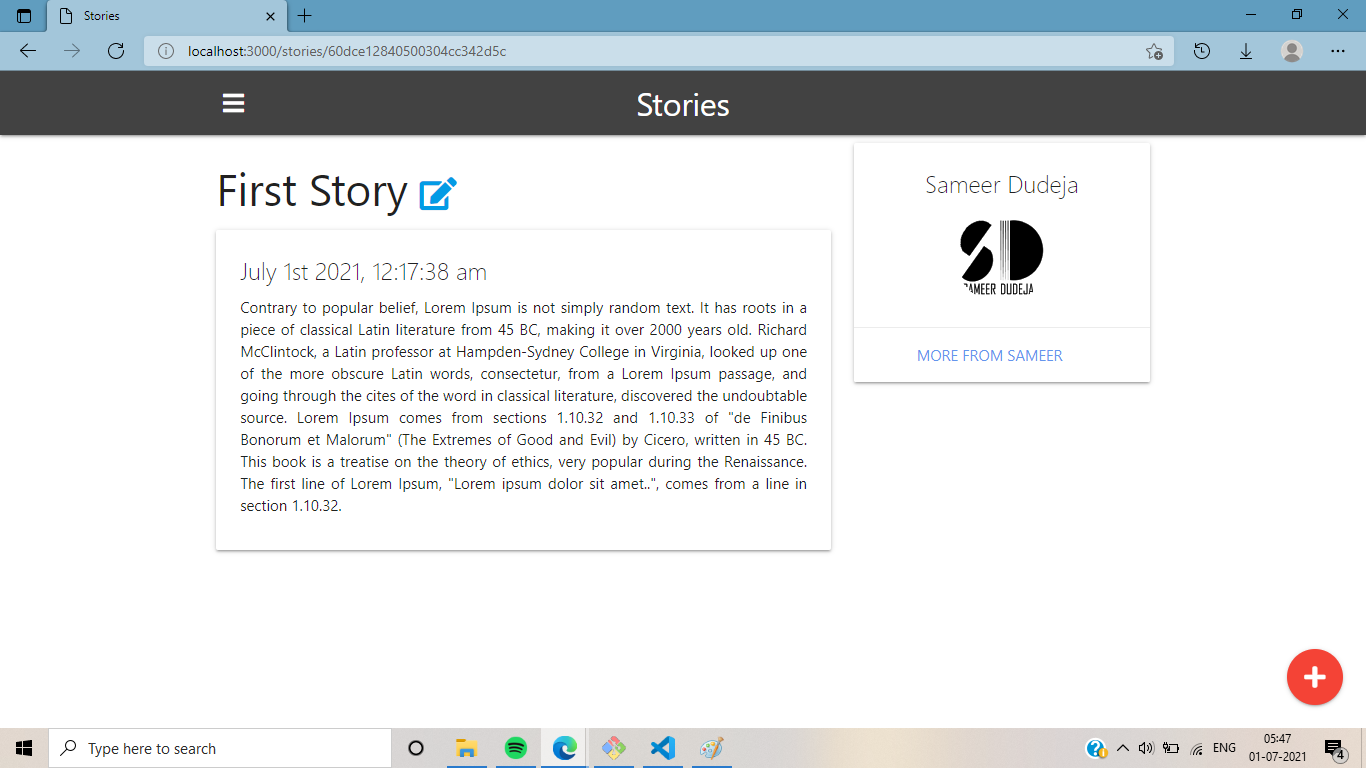 Stories
localhost:3000/stories/60dce12840500304cc342d5c
Stories
First Story
July 1st 2021, 12:17:38 am
Contrary to popular belief, Lorem Ipsum is not simply random text. It has roots in a
piece of classical Latin literature from 45 BC, making it over 2000 years old. Richard
McClintock, a Latin professor at Hampden-Sydney College in Virginia, looked up one
of the more obscure Latin words, consectetur, from a Lorem Ipsum passage, and
going through the cites of the word in classical literature, discovered the undoubtable
source. Lorem Ipsum comes from sections 1.10.32 and 1.10.33 of "de Finibus
Bonorum et Malorum" (The Extremes of Good and Evil) by Cicero, written in 45 BC.
This book is a treatise on the theory of ethics, very popular during the Renaissance.
The first line of Lorem Ipsum, "Lorem ipsum dolor sit amet..", comes from a line in
section 1.10.32.
Sameer Dudeja
SD
SAMEER DUDEJA
MORE FROM SAMEER
Type here to search
ENG
05:47
01-07-2021
4